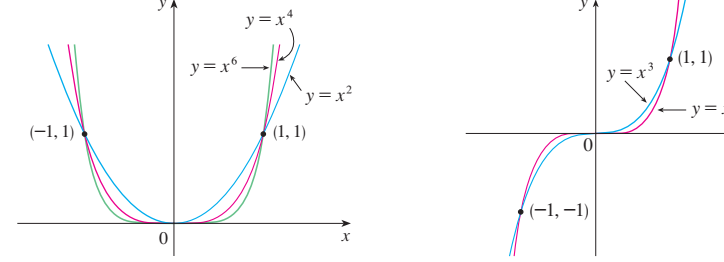 y
y = x⁴
y = x⁶
y = x²
(−1, 1)
(1, 1)
0
x
y
(1, 1)
y = x³
y =
0
(−1, −1)